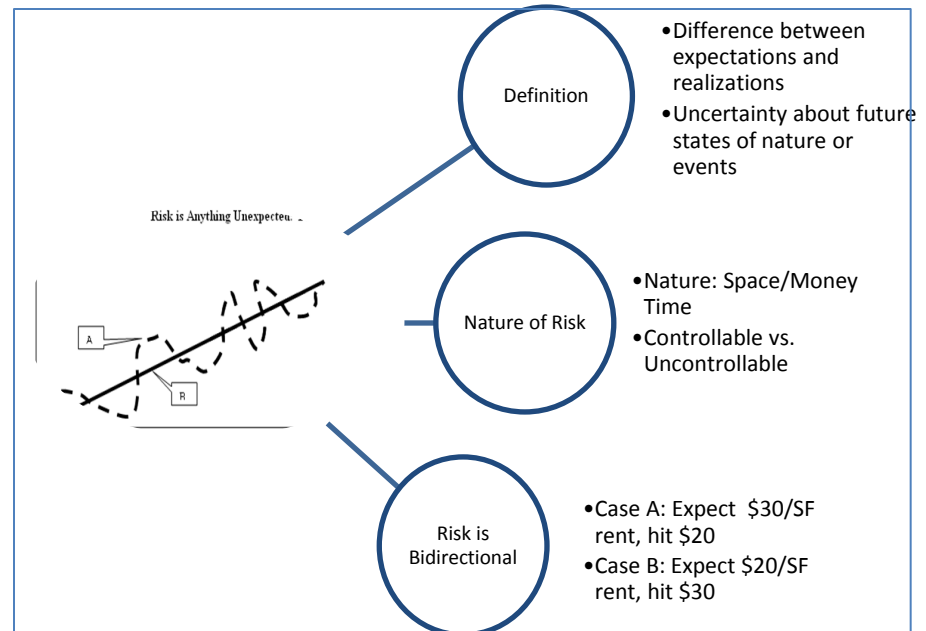 •Difference between
expectations and
realizations
•Uncertainty about future
states of nature or
events
Definition
Risk is Anything
A
B
Nature of Risk
•Nature: Space/Money
Time
•Controllable vs.
Uncontrollable
Risk is
Bidirectional
•Case A: Expect $30/SF
rent, hit $20
•Case B: Expect $20/SF
rent, hit $30